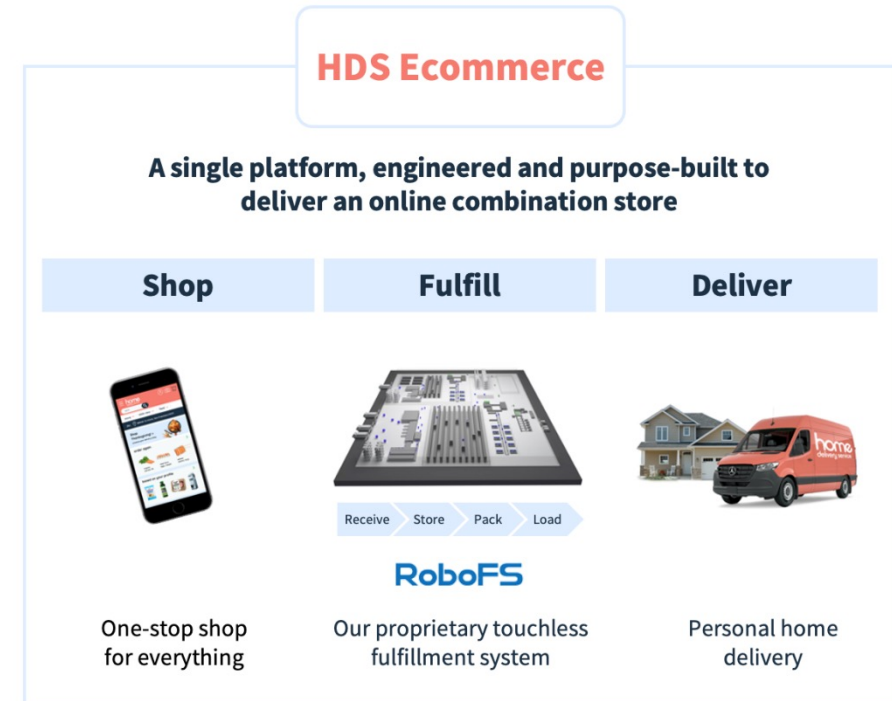 HDS Ecommerce
A single platform, engineered and purpose-built to
deliver an online combination store
Shop
Fulfill
Deliver
home
delivery service
Receive
Store
Pack
Load
RoboFS
One-stop shop
for everything
Our proprietary touchless
fulfillment system
Personal home
delivery